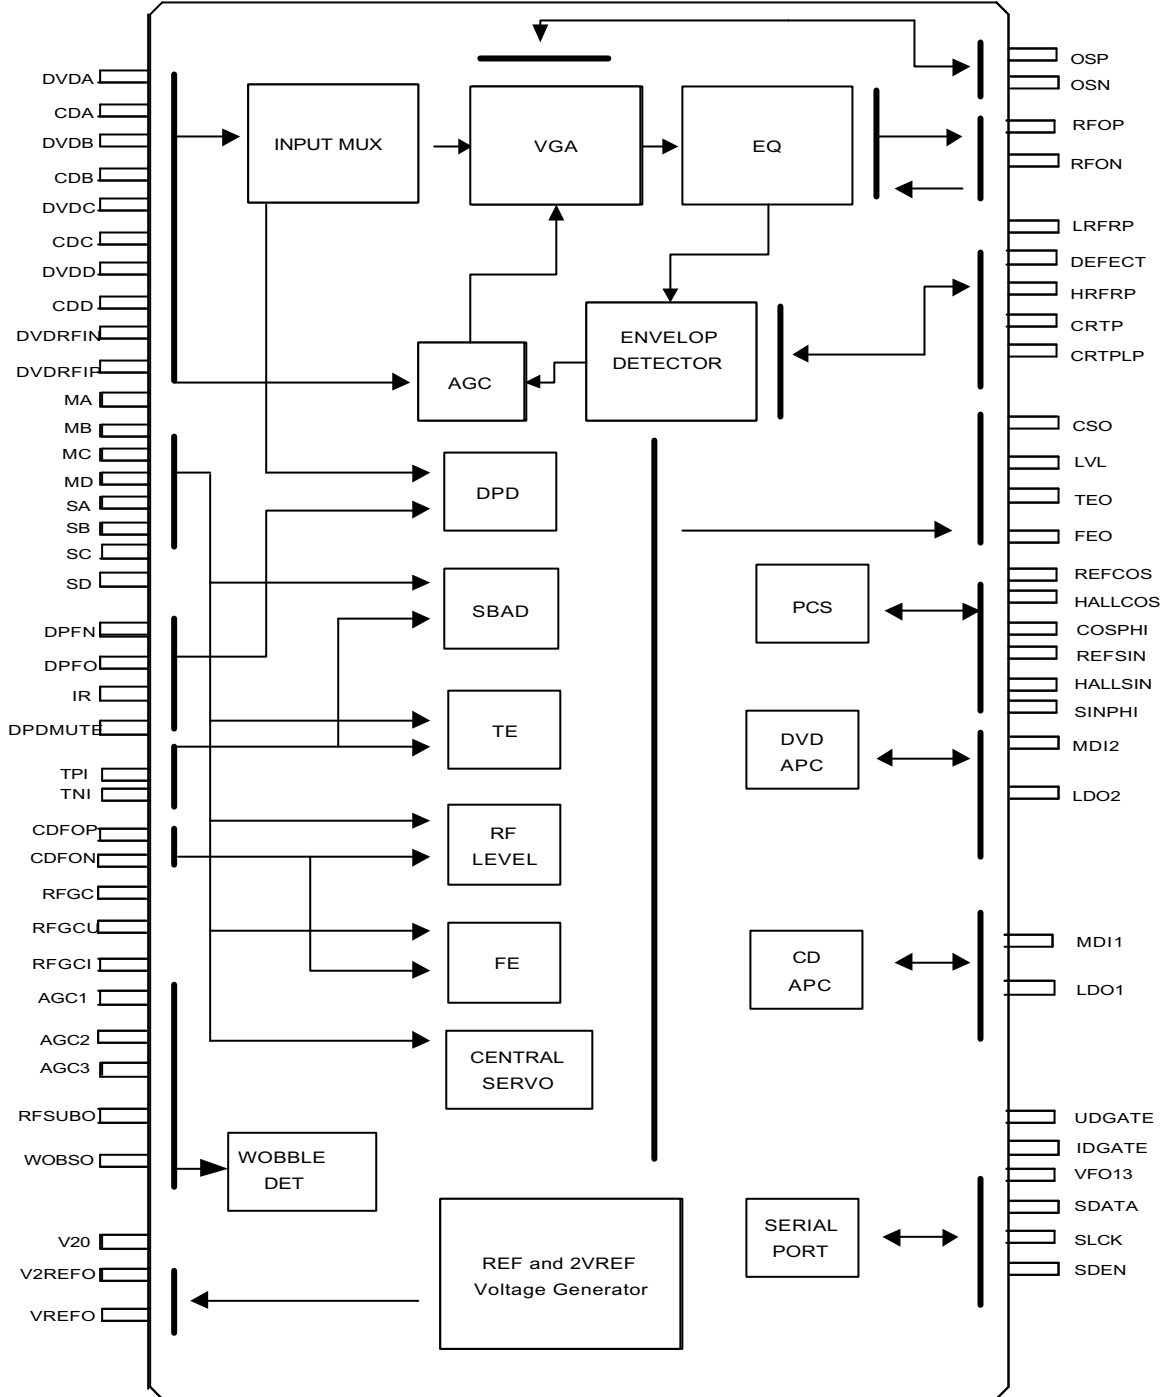 DVDA
CDA
DVDB
CDB
DVDC
CDC
DVDD
CDD
DVDRFIN
DVDRFIP
MA
MB
MC
MD
SA
SB
SC
SD
DPFN
DPFO
IR
DPDMUTE
TPI
TNI
CDFOP
CDFON
RFGC
RFGCU
RFGCI
AGC1
AGC2
AGC3
RFSUBO
WOBSO
V20
V2REFO
VREFO
INPUT MUX
VGA
EQ
ENVELOP
DETECTOR
AGC
DPD
SBAD
TE
RF
LEVEL
FE
CENTRAL
SERVO
WOBBLE
DET
REF and 2VREF
Voltage Generator
PCS
DVD
APC
CD
APC
SERIAL
PORT
OSP
OSN
RFOP
RFON
LRFRP
DEFECT
HRFRP
CRTP
CRTPLP
CSO
LVL
TEO
FEO
REFCOS
HALLCOS
COSPHI
REFSIN
HALLSIN
SINPHI
MDI2
LDO2
MDI1
LDO1
UDGATE
IDGATE
VFO13
SDATA
SLCK
SDEN